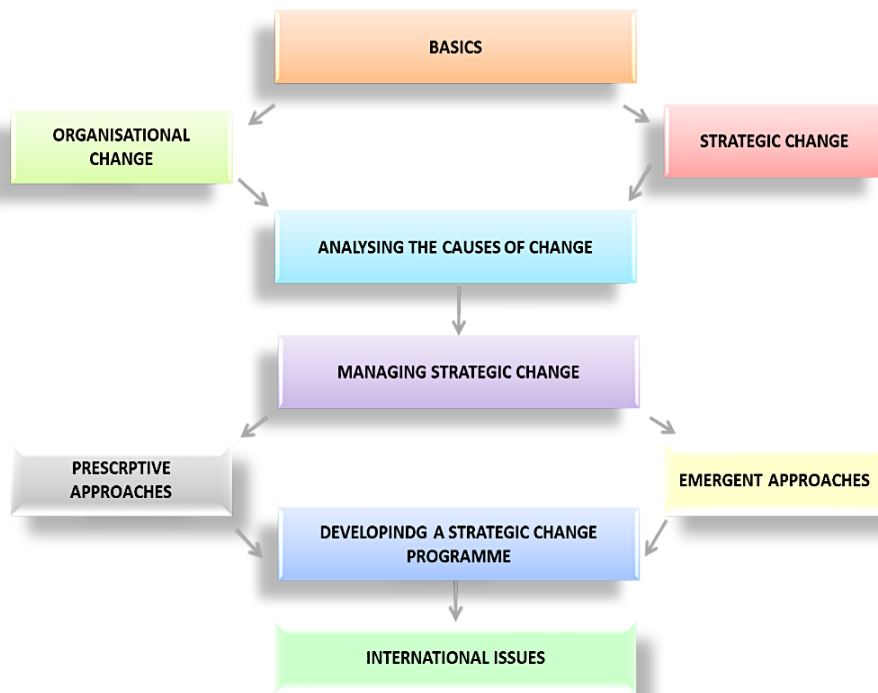 BASICS
ORGANISATIONAL
CHANGE
STRATEGIC CHANGE
ANALYSING THE CAUSES OF CHANGE
MANAGING STRATEGIC CHANGE
PRESCRPTIVE
APPROACHES
EMERGENT APPROACHES
DEVELOPINDG A STRATEGIC CHANGE
PROGRAMME
INTERNATIONAL ISSUES